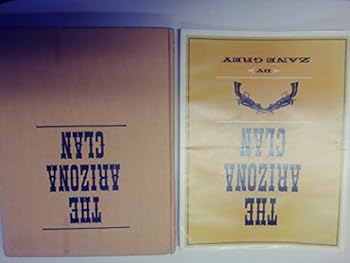 THE
ARIZONA
CLAN
THE
ARIZONA
CLAN
BY
ZANE GREY